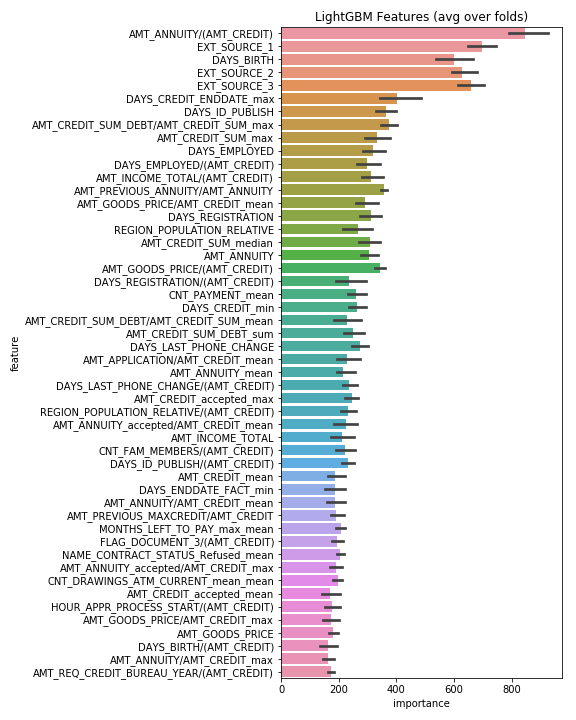 LightGBM Features (avg over folds)
AMT_ANNUITY/(AMT_CREDIT)
EXT_SOURCE_1
DAYS_BIRTH
EXT_SOURCE_2
EXT_SOURCE_3
DAYS_CREDIT_ENDDATE_max
DAYS_ID_PUBLISH
AMT_CREDIT_SUM_DEBT/AMT_CREDIT_SUM_max
AMT_CREDIT_SUM_max
DAYS_EMPLOYED
DAYS_EMPLOYED/(AMT_CREDIT)
AMT_INCOME_TOTAL/(AMT_CREDIT)
AMT_PREVIOUS_ANNUITY/AMT_ANNUITY
AMT_GOODS_PRICE/AMT_CREDIT_mean
DAYS_REGISTRATION
REGION_POPULATION_RELATIVE
AMT_CREDIT_SUM_median
AMT_ANNUITY
AMT_GOODS_PRICE/(AMT_CREDIT)
DAYS_REGISTRATION/(AMT_CREDIT)
CNT_PAYMENT_mean
DAYS_CREDIT_min
AMT_CREDIT_SUM_DEBT/AMT_CREDIT_SUM_mean
AMT_CREDIT_SUM_DEBT_sum
DAYS_LAST_PHONE_CHANGE
AMT_APPLICATION/AMT_CREDIT_mean
AMT_ANNUITY_mean
DAYS_LAST_PHONE_CHANGE/(AMT_CREDIT)
AMT_CREDIT_accepted_max
REGION_POPULATION_RELATIVE/(AMT_CREDIT)
AMT_ANNUITY_accepted/AMT_CREDIT_mean
AMT_INCOME_TOTAL
CNT_FAM_MEMBERS/(AMT_CREDIT)
DAYS_ID_PUBLISH/(AMT_CREDIT)
AMT_CREDIT_mean
DAYS_ENDDATE_FACT_min
AMT_ANNUITY/AMT_CREDIT_mean
AMT_PREVIOUS_MAXCREDIT/AMT_CREDIT
MONTHS_LEFT_TO_PAY_max_mean
FLAG_DOCUMENT_3/(AMT_CREDIT)
NAME_CONTRACT_STATUS_Refused_mean
AMT_ANNUITY_accepted/AMT_CREDIT_max
CNT_DRAWINGS_ATM_CURRENT_mean_mean
AMT_CREDIT_accepted_mean
HOUR_APPR_PROCESS_START/(AMT_CREDIT)
AMT_GOODS_PRICE/AMT_CREDIT_max
AMT_GOODS_PRICE
DAYS_BIRTH/(AMT_CREDIT)
AMT_ANNUITY/AMT_CREDIT_max
AMT_REQ_CREDIT_BUREAU_YEAR/(AMT_CREDIT)
feature
0 200 400 600 800
importance